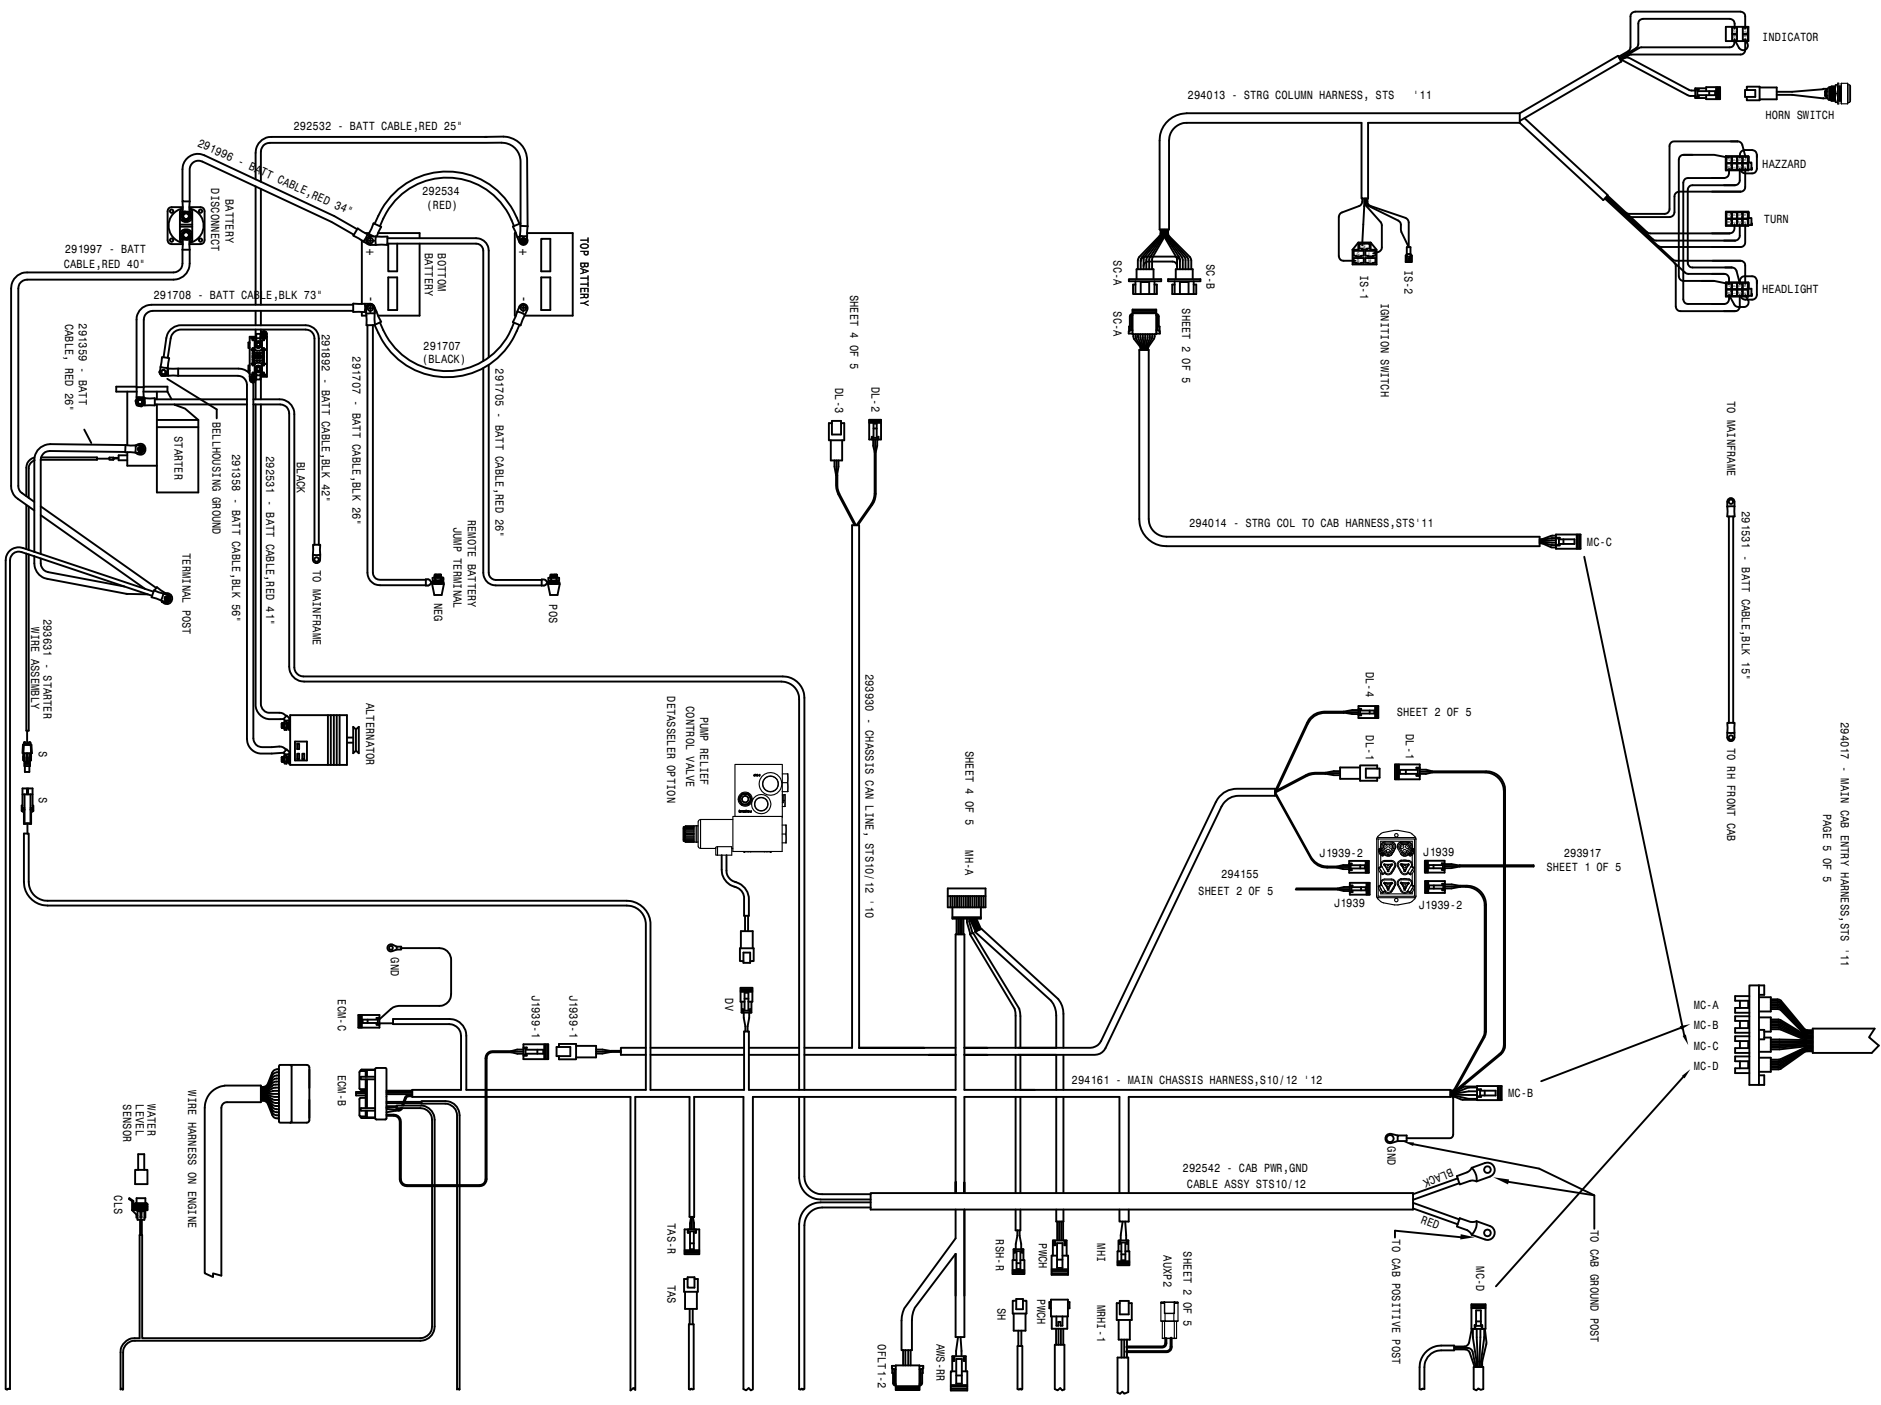 INDICATOR
HORN SWITCH
HAZZARD
TURN
HEADLIGHT
294013 - STRG COLUMN HARNESS, STS '11
SC-A
SC-B
SC-A
SHEET 2 OF 5
IS-1
IS-2
IGNITION SWITCH
294014 - STRG COL TO CAB HARNESS,STS'11
MC-C
TO MAINFRAME
291531 - BATT CABLE,BLK 15"
TO RH FRONT CAB
294017 - MAIN CAB ENTRY HARNESS,STS '11
PAGE 5 OF 5
MC-A
MC-B
MC-C
MC-D
292532 - BATT CABLE,RED 25"
291996 - BATT CABLE,RED 34"
BATTERY
DISCONNECT
291997 - BATT
CABLE,RED 40"
292534
(RED)
+
-
BOTTOM
BATTERY
+
-
TOP BATTERY
291708 - BATT CABLE,BLK 73"
291707
(BLACK)
291359 - BATT
CABLE, RED 26"
291892 - BATT CABLE,BLK 42"
291707 - BATT CABLE,BLK 26"
291705 - BATT CABLE,RED 26"
STARTER
BELLHOUSING GROUND
291358 - BATT CABLE,BLK 56"
292531 - BATT CABLE,RED 41"
BLACK
TO MAINFRAME
REMOTE BATTERY
JUMP TERMINAL
NEG
POS
TERMINAL POST
293631 - STARTER
WIRE ASSEMBLY
S
S
ALTERNATOR
SHEET 4 OF 5
DL-3
DL-2
293930 - CHASSIS CAN LINE, STS10/12 '10
PUMP RELIEF
CONTROL VALVE
DETASSELER OPTION
DV
DL-4
SHEET 2 OF 5
DL-1
DL-1
J1939-2
J1939
J1939
J1939-2
294155
SHEET 2 OF 5
293917
SHEET 1 OF 5
SHEET 4 OF 5
MH-A
GND
ECM-C
J1939-1
J1939-1
ECM-B
WIRE HARNESS ON ENGINE
WATER
LEVEL
SENSOR
CLS
294161 - MAIN CHASSIS HARNESS,S10/12 '12
MC-B
GND
292542 - CAB PWR,GND
CABLE ASSY STS10/12
BLACK
RED
TO CAB GROUND POST
TO CAB POSITIVE POST
MC-D
TAS-R
TAS
OFLT1-2
AWS-RR
RSH-R
SH
PWCH
PWCH
MHI
MRHI-1
AUXP2
SHEET 2 OF 5